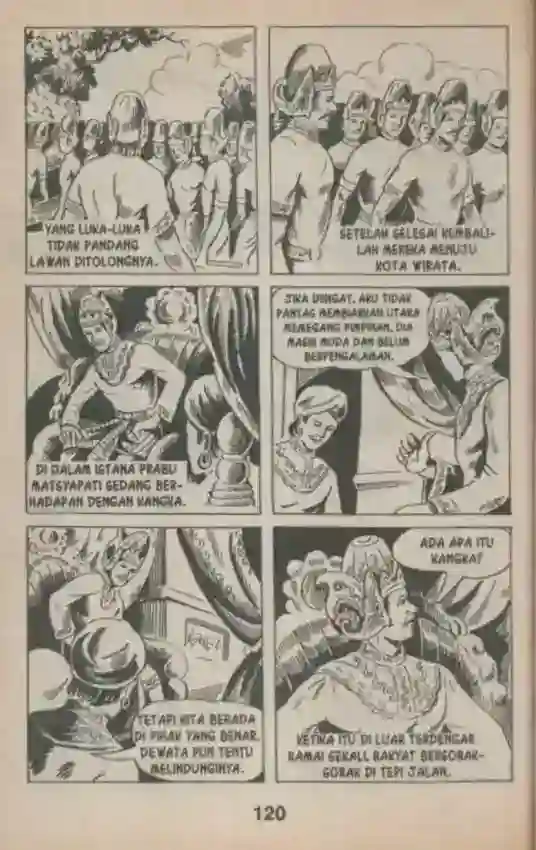 YANG LUKA-LUKA
TIDAK PANDANG
LAWAN DITOLONGNYA.
SETELAH SELESAI KEMBALI-
LAH MEREKA MENUJU
KOTA WIRATA.
DI DALAM ISTANA PRABU
MATSYAPATI SEDANG BER-
HADAPAN DENGAN KANGKA.
JIKA DIINGAT, AKU TIDAK
PANTAS MEMBIARKAN UTARA
MEMEGANG PIMPINAN. DIA
MASIH MUDA DAN BELUM
BERPENGALAMAN.
TETAPI KITA BERADA
DI PIHAK YANG BENAR.
DEWATA PUN TENTU
MELINDUNGINYA.
ADA APA ITU
KANGKA?
KETIKA ITU DI LUAR TERDENGAR
RAMAI SEKALI RAKYAT BERSORAK-
SORAK DI TEPI JALAN.
120